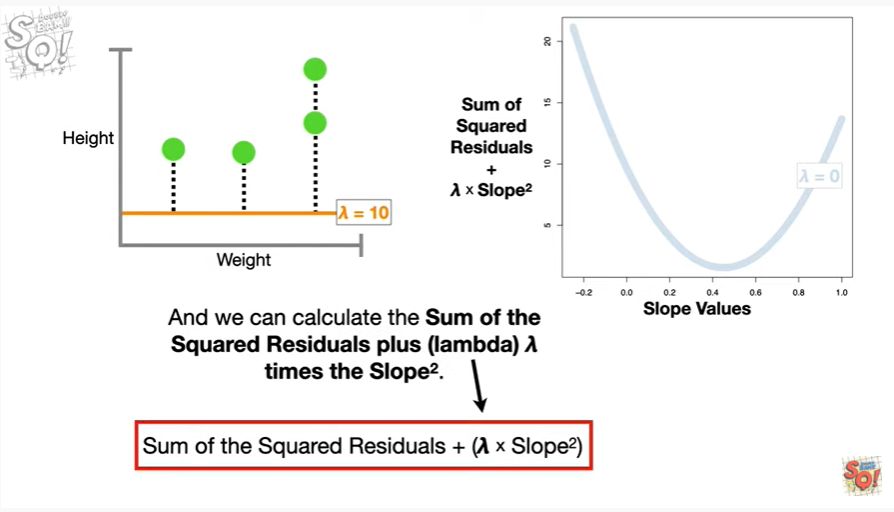 Height
Weight
λ = 10
Sum of
Squared
Residuals
+
λ × Slope²
20
15
10
5
λ = 0
-0.2 0.0 0.2 0.4 0.6 0.8 1.0
Slope Values
And we can calculate the Sum of the
Squared Residuals plus (lambda) λ
times the Slope².
Sum of the Squared Residuals + (λ × Slope²)
SQ!